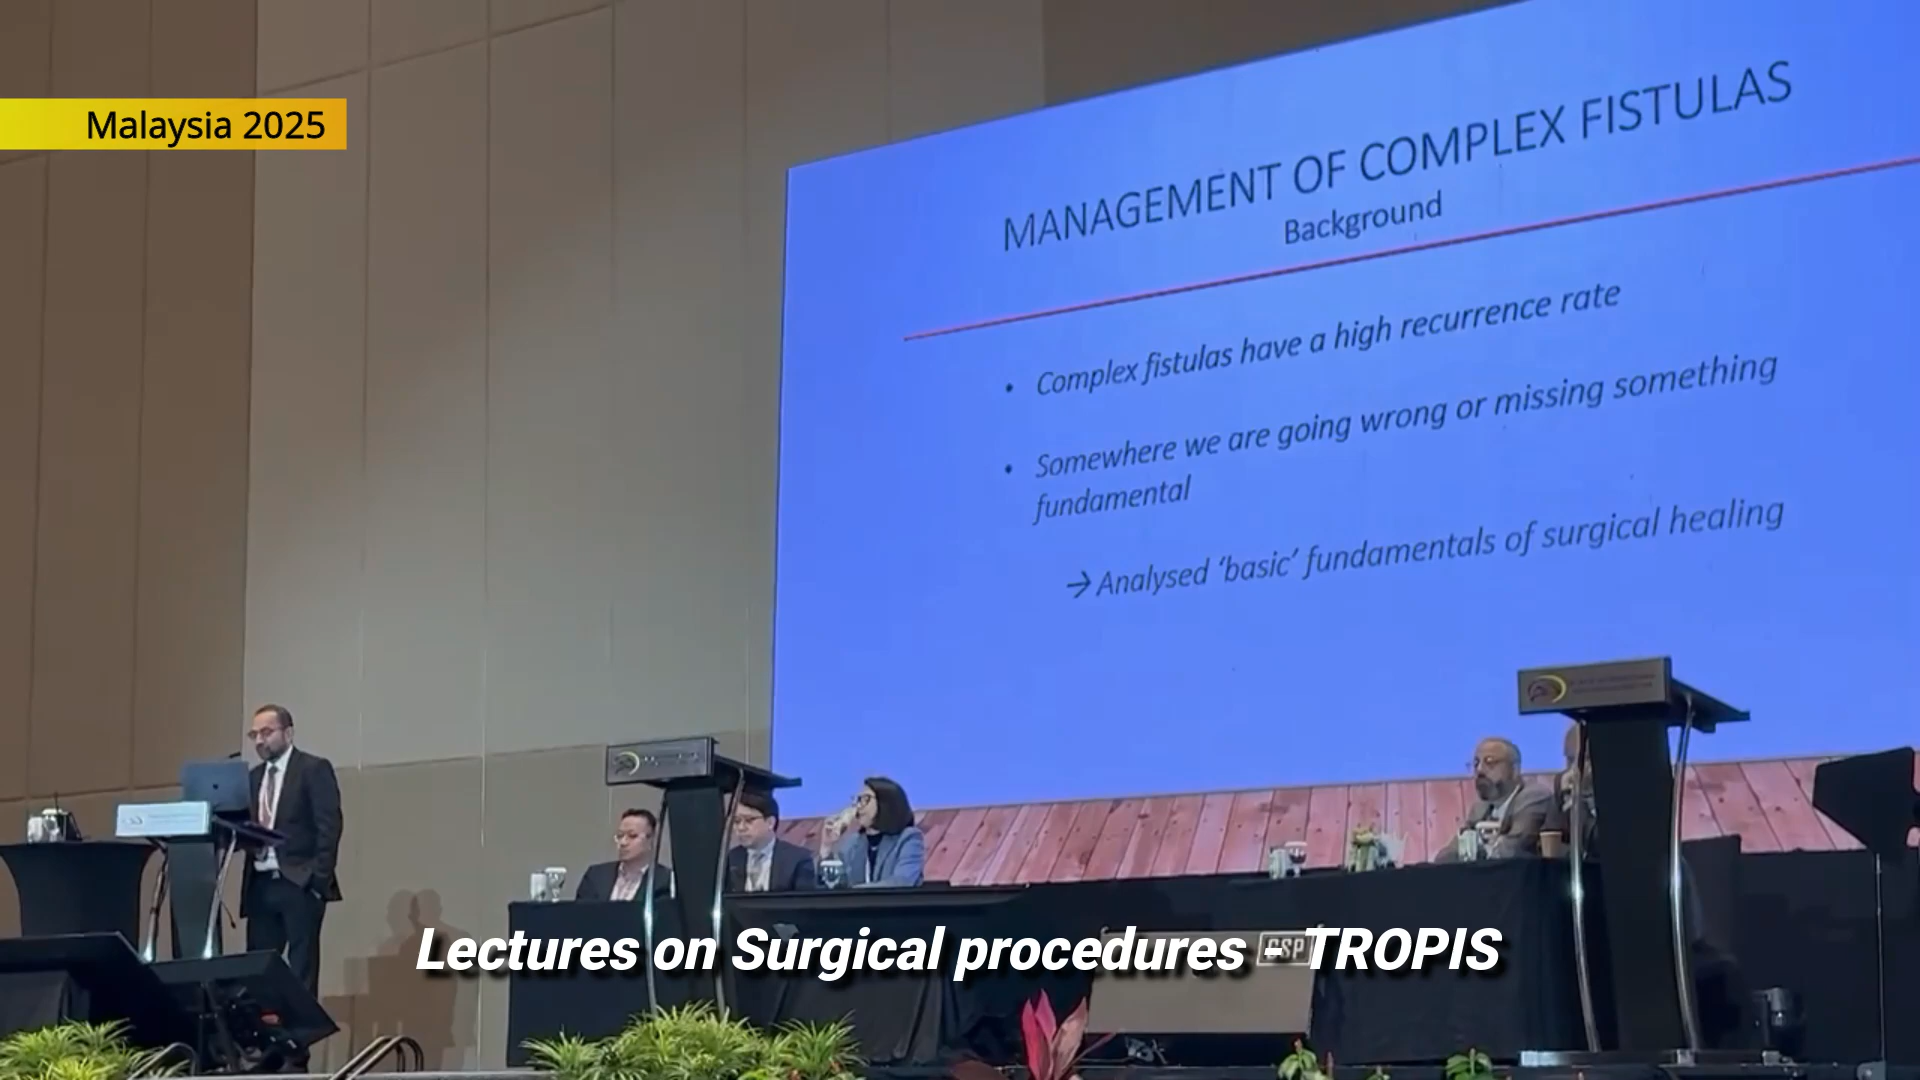 Malaysia 2025
MANAGEMENT OF COMPLEX FISTULAS
Background
• Complex fistulas have a high recurrence rate
• Somewhere we are going wrong or missing something
fundamental
→ Analysed ‘basic’ fundamentals of surgical healing
Lectures on Surgical procedures - TROPIS